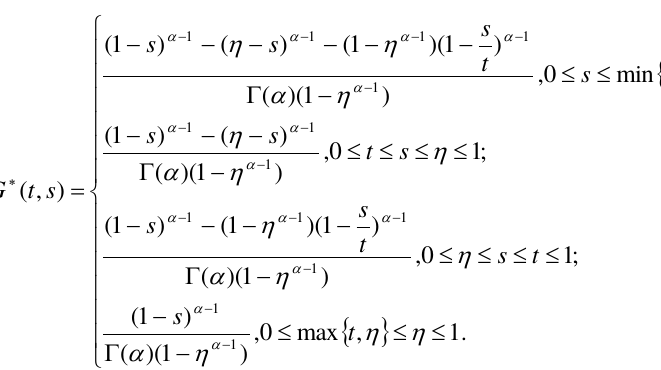 (1 − s)^{α−1} − (η − s)^{α−1} − (1 − η^{α−1})(1 − s/t)^{α−1} / Γ(α)(1 − η^{α−1}) ,0 ≤ s ≤ min{
(1 − s)^{α−1} − (η − s)^{α−1} / Γ(α)(1 − η^{α−1}) ,0 ≤ t ≤ s ≤ η ≤ 1;
G*(t, s) =
(1 − s)^{α−1} − (1 − η^{α−1})(1 − s/t)^{α−1} / Γ(α)(1 − η^{α−1}) ,0 ≤ η ≤ s ≤ t ≤ 1;
(1 − s)^{α−1} / Γ(α)(1 − η^{α−1}) ,0 ≤ max{t, η} ≤ η ≤ 1.